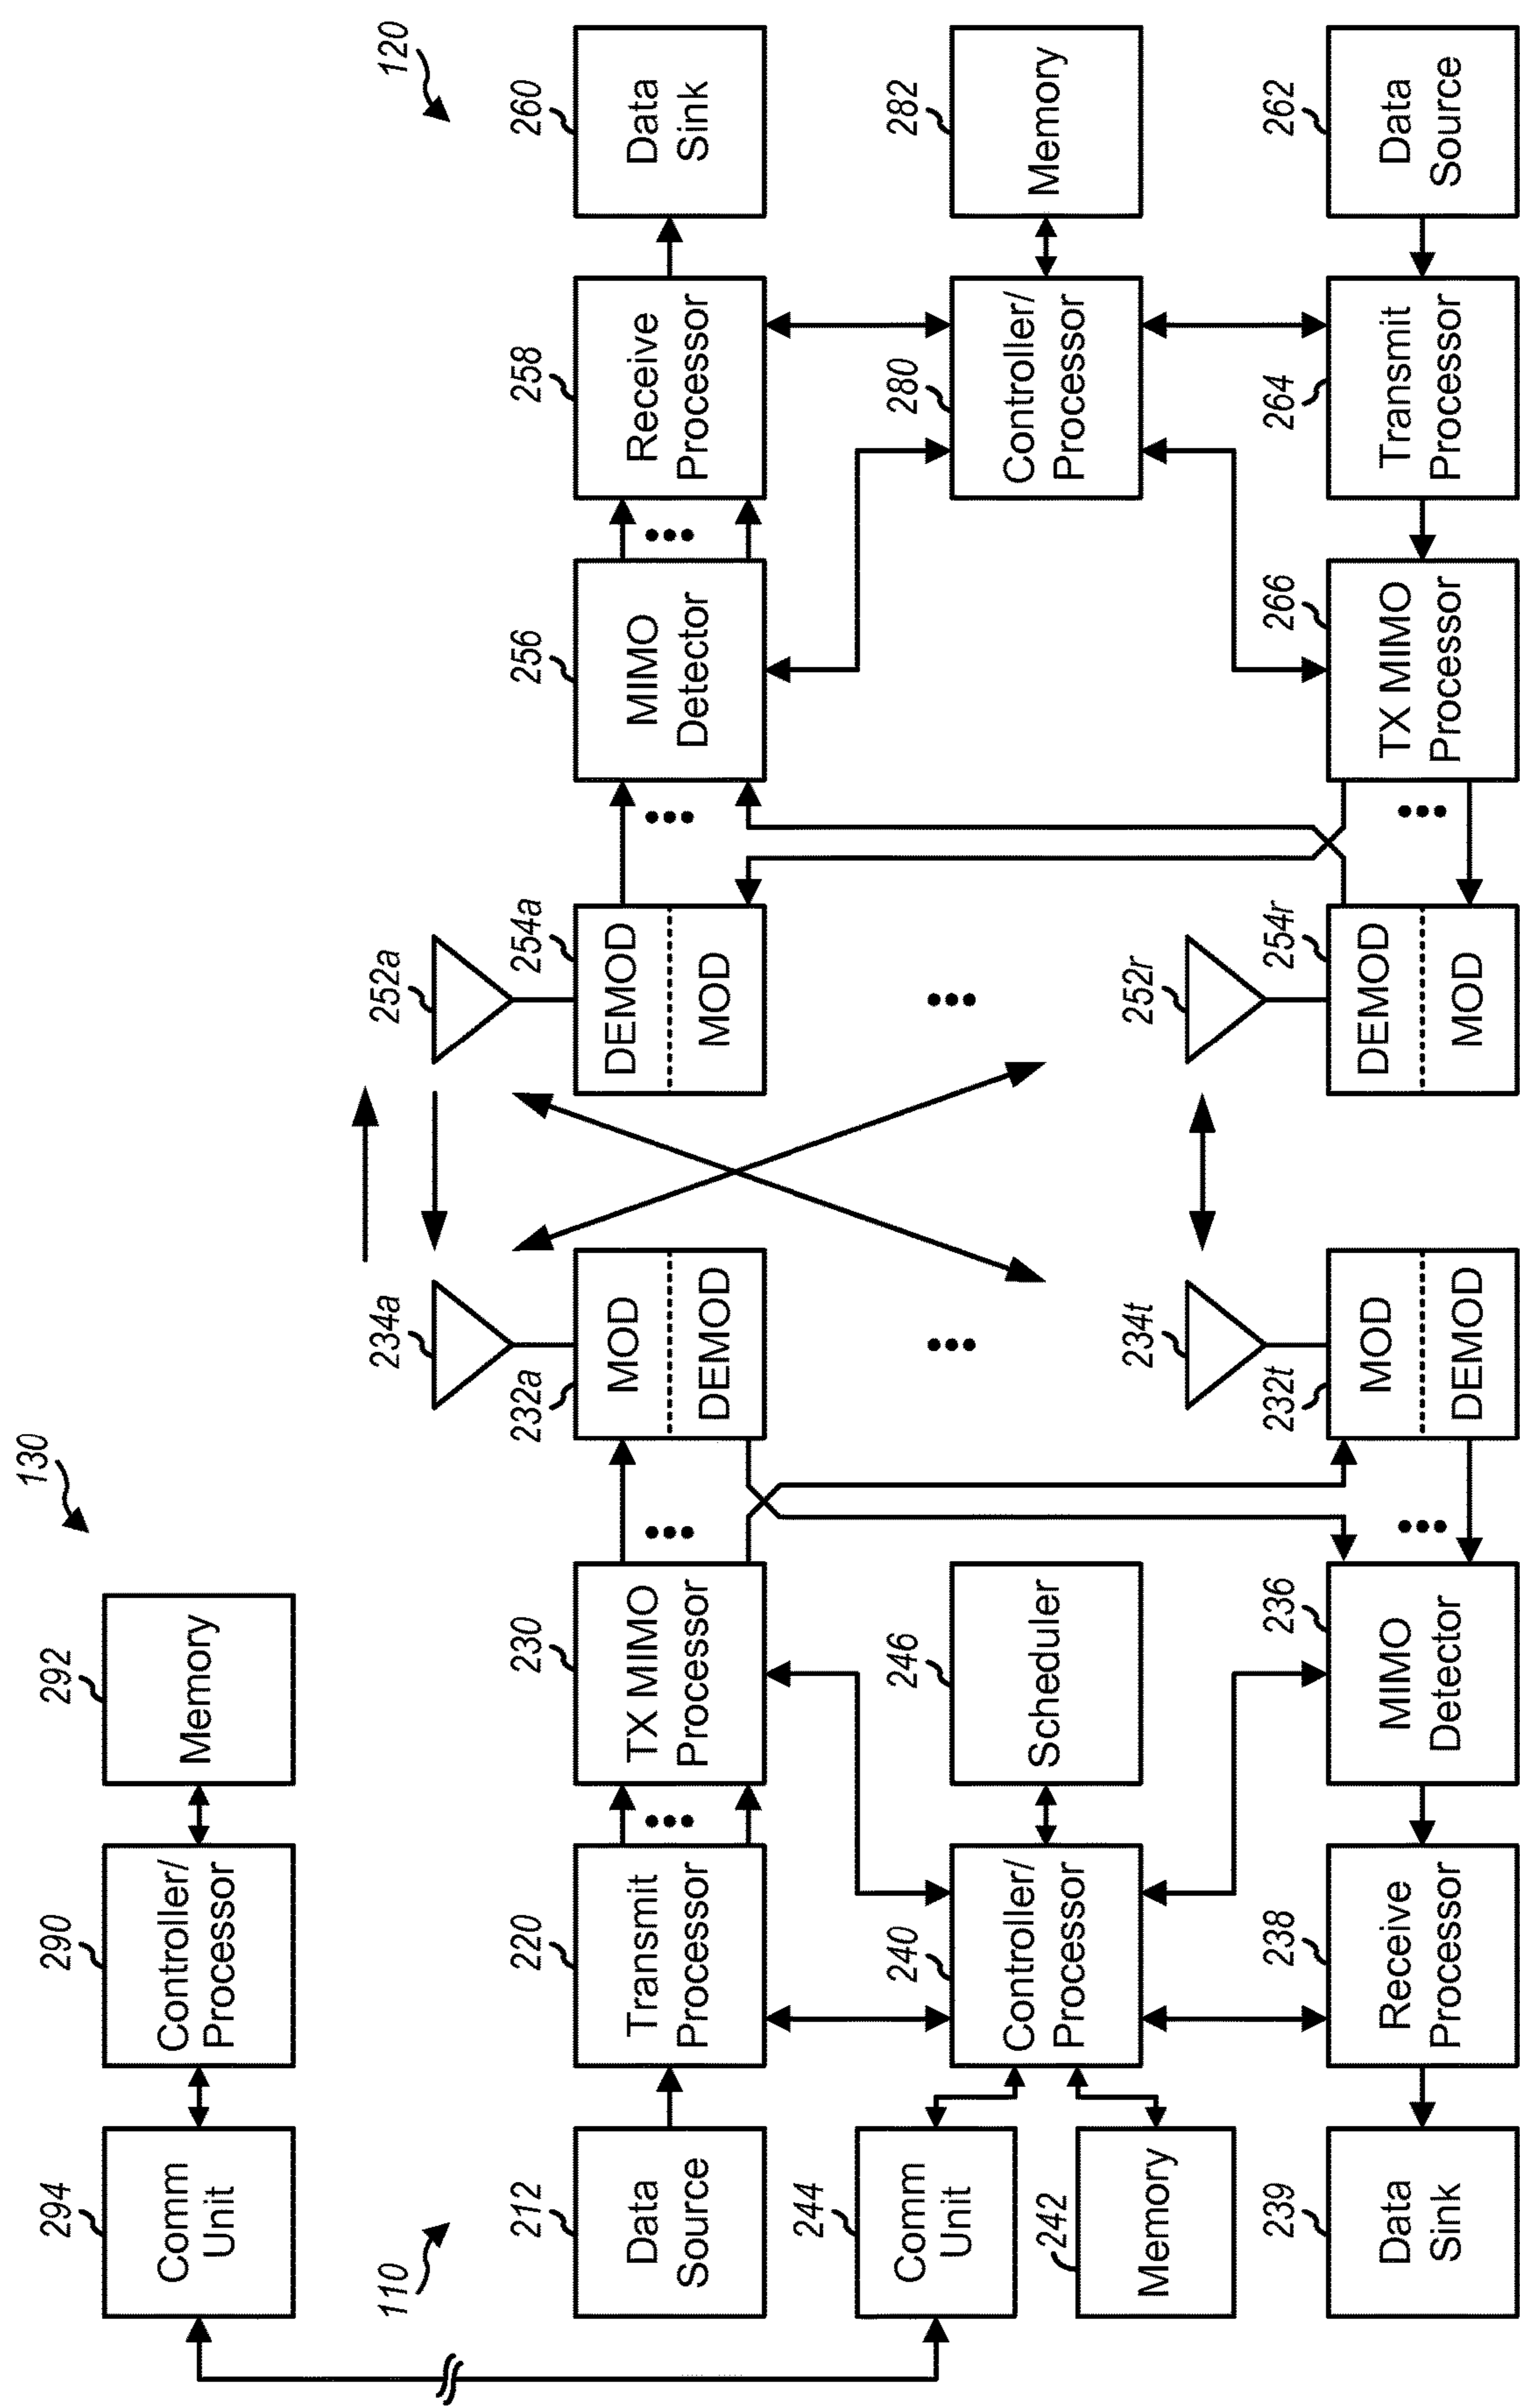 130
294
Comm
Unit
290
Controller/
Processor
292
Memory
110
120
234a
252a
212
Data
Source
220
Transmit
Processor
230
TX MIMO
Processor
232a
MOD
DEMOD
254a
DEMOD
MOD
256
MIMO
Detector
258
Receive
Processor
260
Data
Sink
244
Comm
Unit
242
Memory
240
Controller/
Processor
246
Scheduler
280
Controller/
Processor
282
Memory
234t
252r
239
Data
Sink
238
Receive
Processor
236
MIMO
Detector
232t
MOD
DEMOD
254r
DEMOD
MOD
266
TX MIMO
Processor
264
Transmit
Processor
262
Data
Source